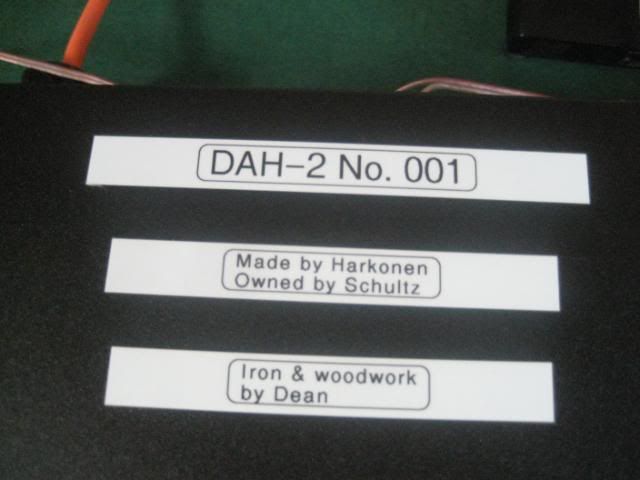 DAH-2 No. 001
Made by Harkonen
Owned by Schultz
Iron & woodwork
by Dean